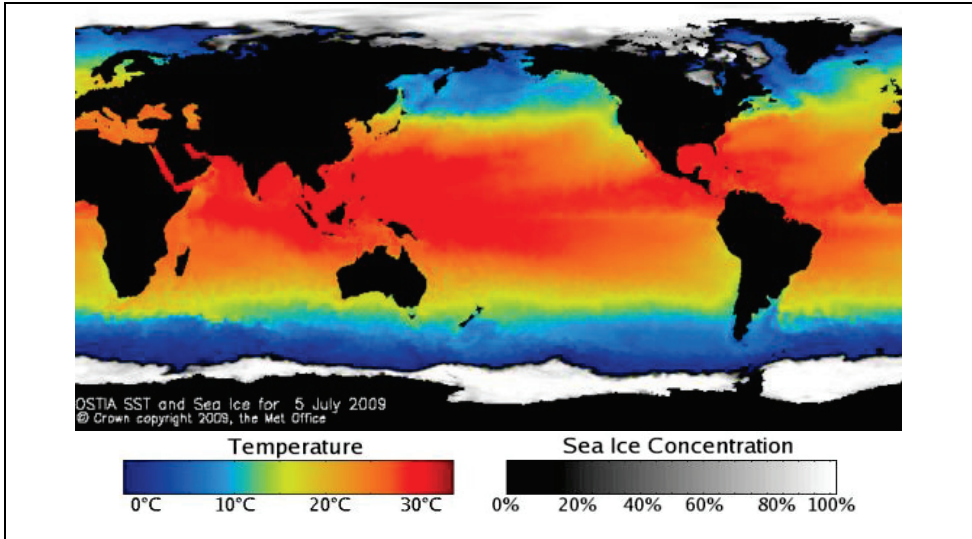 OSTIA SST and Sea Ice for 5 July 2009
© Crown copyright 2009, the Met Office
Temperature
0°C 10°C 20°C 30°C
Sea Ice Concentration
0% 20% 40% 60% 80% 100%